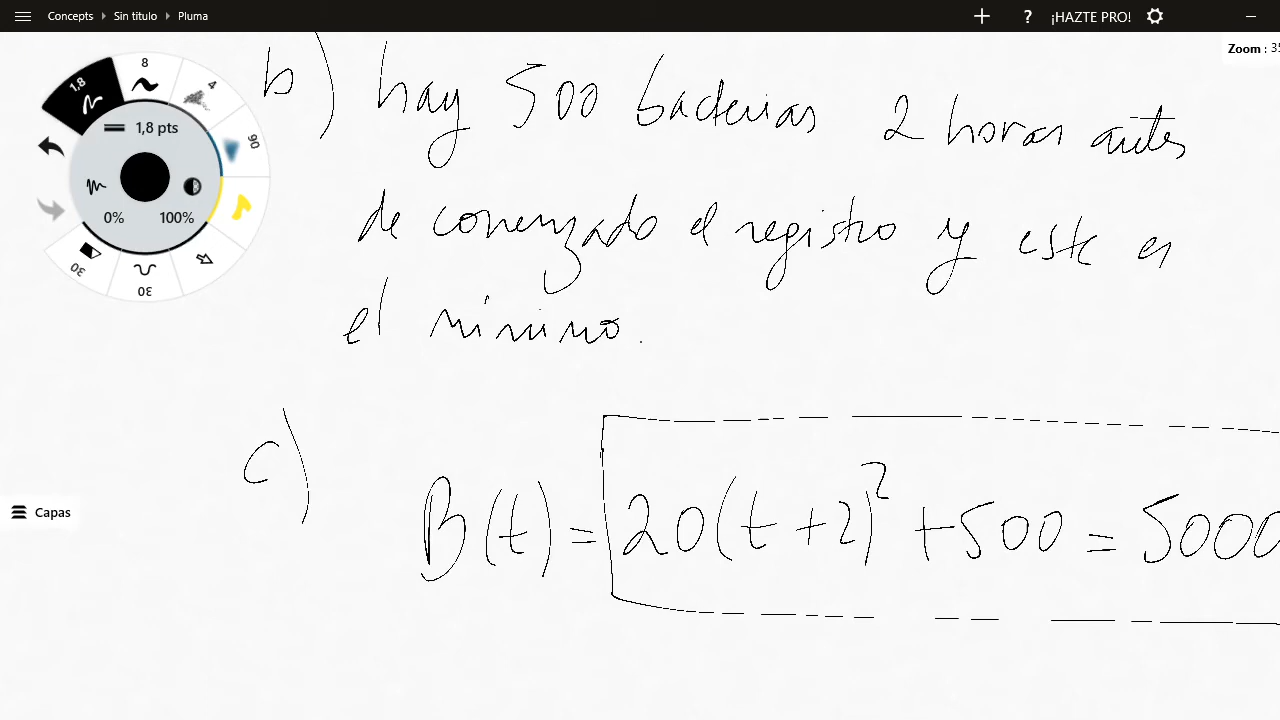 Concepts › Sin título › Pluma
+ ? ¡HAZTE PRO!
Zoom : 35
8
1,8
4
1,8 pts
90
0% 100%
30
30
Capas
b) hay 500 bacterias 2 horas antes
de comenzado el registro y este es
el mínimo.
c)
B(t) = 20(t+2)² + 500 = 5000